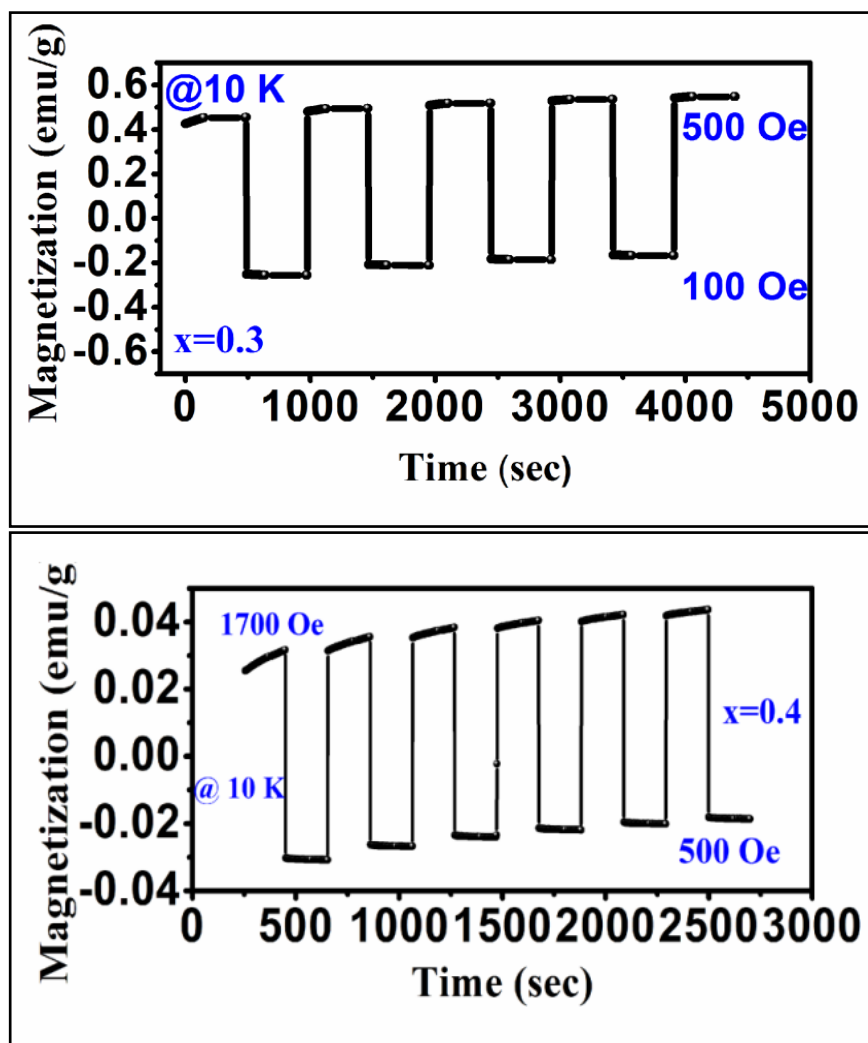 Magnetization (emu/g)
0.6
0.4
0.2
0.0
-0.2
-0.4
-0.6
@10 K
500 Oe
100 Oe
x=0.3
0 1000 2000 3000 4000 5000
Time (sec)
Magnetization (emu/g
0.04
0.02
0.00
-0.02
-0.04
1700 Oe
x=0.4
@ 10 K
500 Oe
0 500 1000 1500 2000 2500 3000
Time (sec)